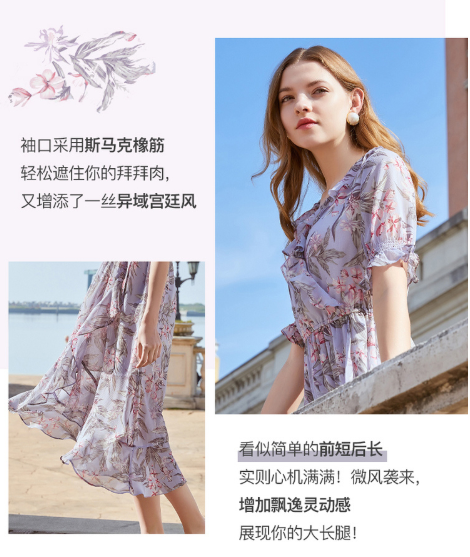 袖口采用斯马克橡筋
轻松遮住你的拜拜肉，
又增添了一丝异域宫廷风
看似简单的前短后长
实则心机满满！微风袭来，
增加飘逸灵动感
展现你的大长腿！